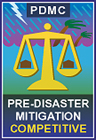 PDMC
PRE-DISASTER
MITIGATION
COMPETITIVE